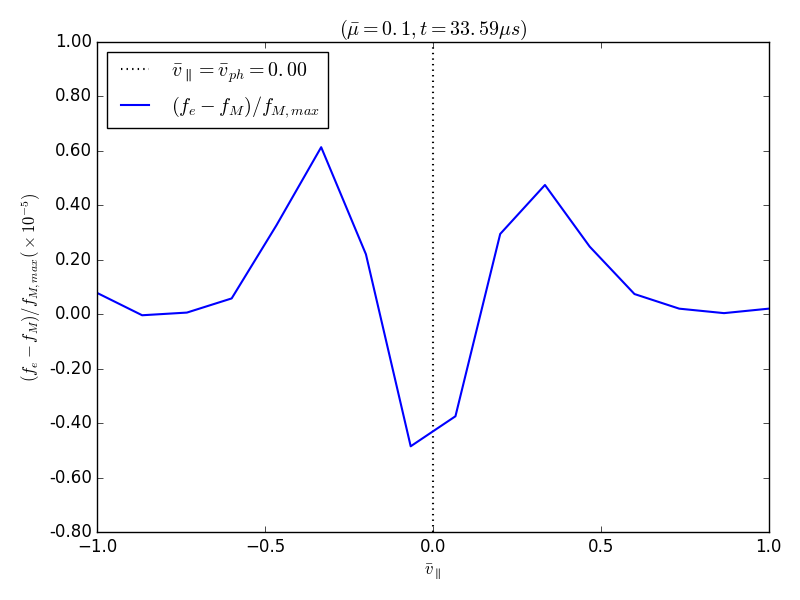 (μ̄ = 0.1, t = 33.59μs)
1.00
v̄∥ = v̄ph = 0.00
(fe − fM)/fM,max
0.80
0.60
0.40
0.20
0.00
-0.20
-0.40
-0.60
-0.80
(fe − fM)/fM,max(×10⁻⁵)
−1.0 −0.5 0.0 0.5 1.0
v̄∥